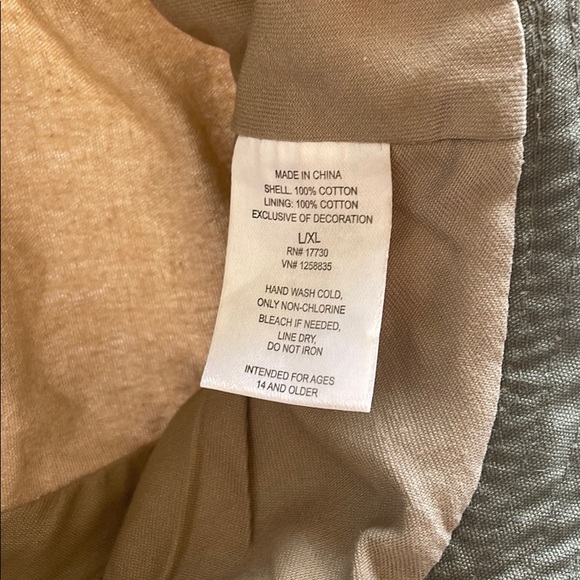 MADE IN CHINA
SHELL: 100% COTTON
LINING: 100% COTTON
EXCLUSIVE OF DECORATION
L/XL
RN# 17730
VN# 1258835
HAND WASH COLD,
ONLY NON-CHLORINE
BLEACH IF NEEDED,
LINE DRY,
DO NOT IRON
INTENDED FOR AGES
14 AND OLDER